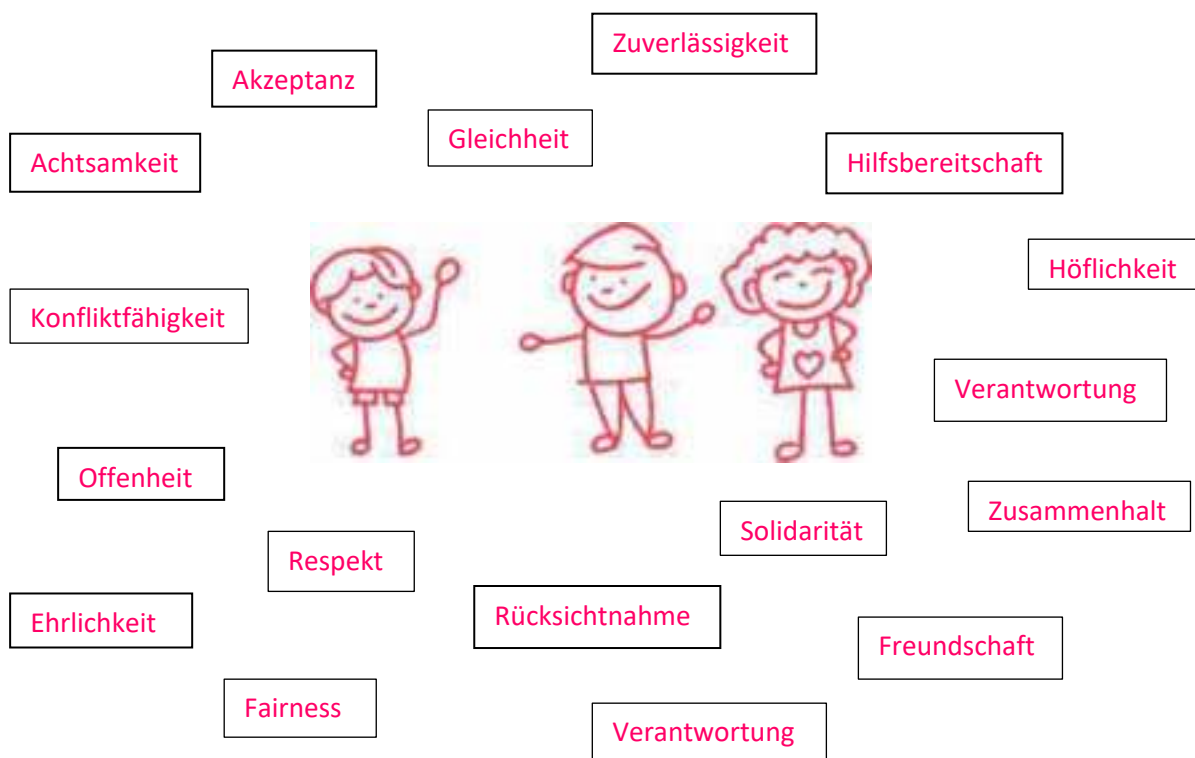 Zuverlässigkeit
Akzeptanz
Gleichheit
Achtsamkeit
Hilfsbereitschaft
Höflichkeit
Konfliktfähigkeit
Verantwortung
Offenheit
Zusammenhalt
Solidarität
Respekt
Rücksichtnahme
Ehrlichkeit
Freundschaft
Fairness
Verantwortung